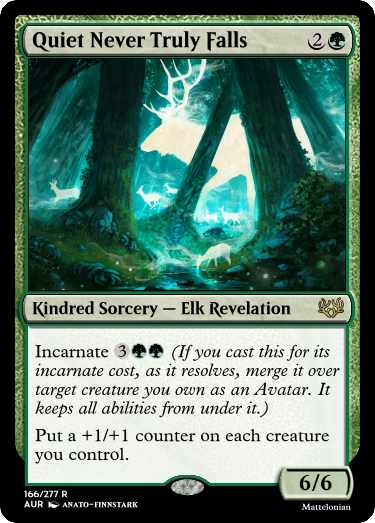 Quiet Never Truly Falls 2
Kindred Sorcery — Elk Revelation
Incarnate 3 (If you cast this for its
incarnate cost, as it resolves, merge it over
target creature you own as an Avatar. It
keeps all abilities from under it.)
Put a +1/+1 counter on each creature
you control.
6/6
166/277 R
AUR ANATO-FINNSTARK
Mattelonian